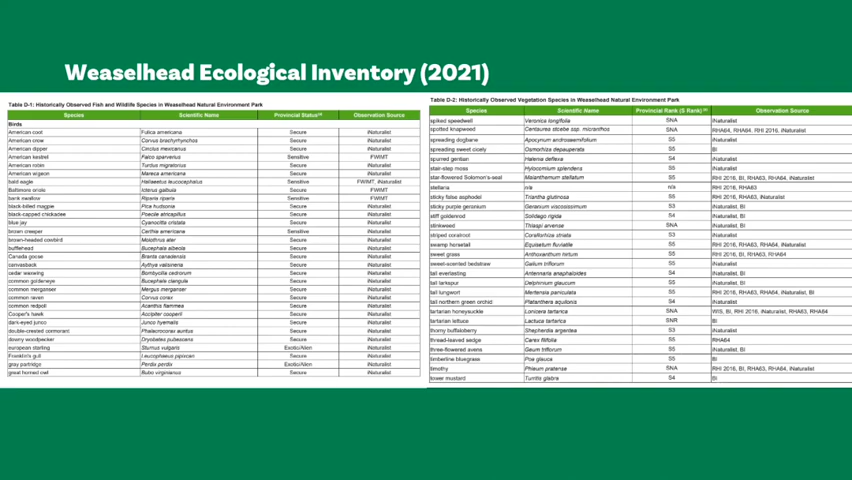 Weaselhead Ecological Inventory (2021)
Table D-1: Historically Observed Fish and Wildlife Species in Weaselhead Natural Environment Park
Species Scientific Name Provincial Status Observation Source
Birds
American coot Fulica americana Secure iNaturalist
American crow Corvus brachyrhynchos Secure iNaturalist
American dipper Cinclus mexicanus Secure iNaturalist
American kestrel Falco sparverius Sensitive FWIMT
American robin Turdus migratorius Secure iNaturalist
American wigeon Mareca americana Secure iNaturalist
bald eagle Haliaeetus leucocephalus Sensitive FWIMT, iNaturalist
Baltimore oriole Icterus galbula Sensitive FWIMT
bank swallow Riparia riparia Sensitive FWIMT
black-billed magpie Pica hudsonia Secure iNaturalist
black-capped chickadee Poecile atricapillus Secure iNaturalist
blue jay Cyanocitta cristata Secure iNaturalist
brown creeper Certhia americana Sensitive iNaturalist
brown-headed cowbird Molothrus ater Secure iNaturalist
bufflehead Bucephala albeola Secure iNaturalist
Canada goose Branta canadensis Secure iNaturalist
canvasback Aythya valisineria Secure iNaturalist
cedar waxwing Bombycilla cedrorum Secure iNaturalist
common goldeneye Bucephala clangula Secure iNaturalist
common merganser Mergus merganser Secure iNaturalist
common raven Corvus corax Secure iNaturalist
common redpoll Acanthis flammea Secure iNaturalist
Cooper's hawk Accipiter cooperii Secure iNaturalist
dark-eyed junco Junco hyemalis Secure iNaturalist
double-crested cormorant Phalacrocorax auritus Secure iNaturalist
downy woodpecker Dryobates pubescens Secure iNaturalist
european starling Sturnus vulgaris Exotic/Alien iNaturalist
Franklin's gull Leucophaeus pipixcan Secure iNaturalist
gray partridge Perdix perdix Exotic/Alien iNaturalist
great horned owl Bubo virginianus Secure iNaturalist
Table D-2: Historically Observed Vegetation Species in Weaselhead Natural Environment Park
Species Scientific Name Provincial Rank (S Rank) Observation Source
spiked speedwell Veronica longifolia SNA iNaturalist
spotted knapweed Centaurea stoebe ssp. micranthos SNA RHA64, RHA64, RHI 2016, iNaturalist
spreading dogbane Apocynum androsaemifolium S5 iNaturalist
spreading sweet cicely Osmorhiza depauperata S5 BI
spurred gentian Halenia deflexa S4 iNaturalist
stair-step moss Hylocomium splendens S5 iNaturalist
star-flowered Solomon's-seal Maianthemum stellatum S5 RHI 2016, BI, RHA63, RHA64, iNaturalist
stellaria n/a n/a RHI 2016, RHA63
sticky false asphodel Triantha glutinosa S5 iNaturalist
sticky purple geranium Geranium viscosissimum S3 iNaturalist, BI
stiff goldenrod Solidago rigida S4 iNaturalist
stinkweed Thlaspi arvense SNA iNaturalist, BI
striped coralroot Corallorhiza striata S3 iNaturalist
swamp horsetail Equisetum fluviatile S5 RHI 2016, RHA63, RHA64, iNaturalist
sweet grass Anthoxanthum hirtum S5 RHI 2016, BI, RHA63, RHA64
sweet-scented bedstraw Galium triflorum S5 iNaturalist
tall everlasting Antennaria anaphaloides S4 BI
tall larkspur Delphinium glaucum S5 iNaturalist
tall lungwort Mertensia paniculata S5 RHI 2016, RHA63, RHA64, iNaturalist, BI
tall northern green orchid Platanthera aquilonis S4 iNaturalist
tartarian honeysuckle Lonicera tatarica SNA WIS, BI, RHI 2016, iNaturalist, RHA63, RHA64
tartarian lettuce Lactuca tartarica SNR BI
thorny buffaloberry Shepherdia argentea S3 iNaturalist
thread-leaved sedge Carex filifolia S5 RHA64
three-flowered avens Geum triflorum S5 iNaturalist, BI
timberline bluegrass Poa glauca S5 BI
timothy Phleum pratense SNA RHI 2016, BI, RHA63, RHA64, iNaturalist
tower mustard Turritis glabra S4 BI